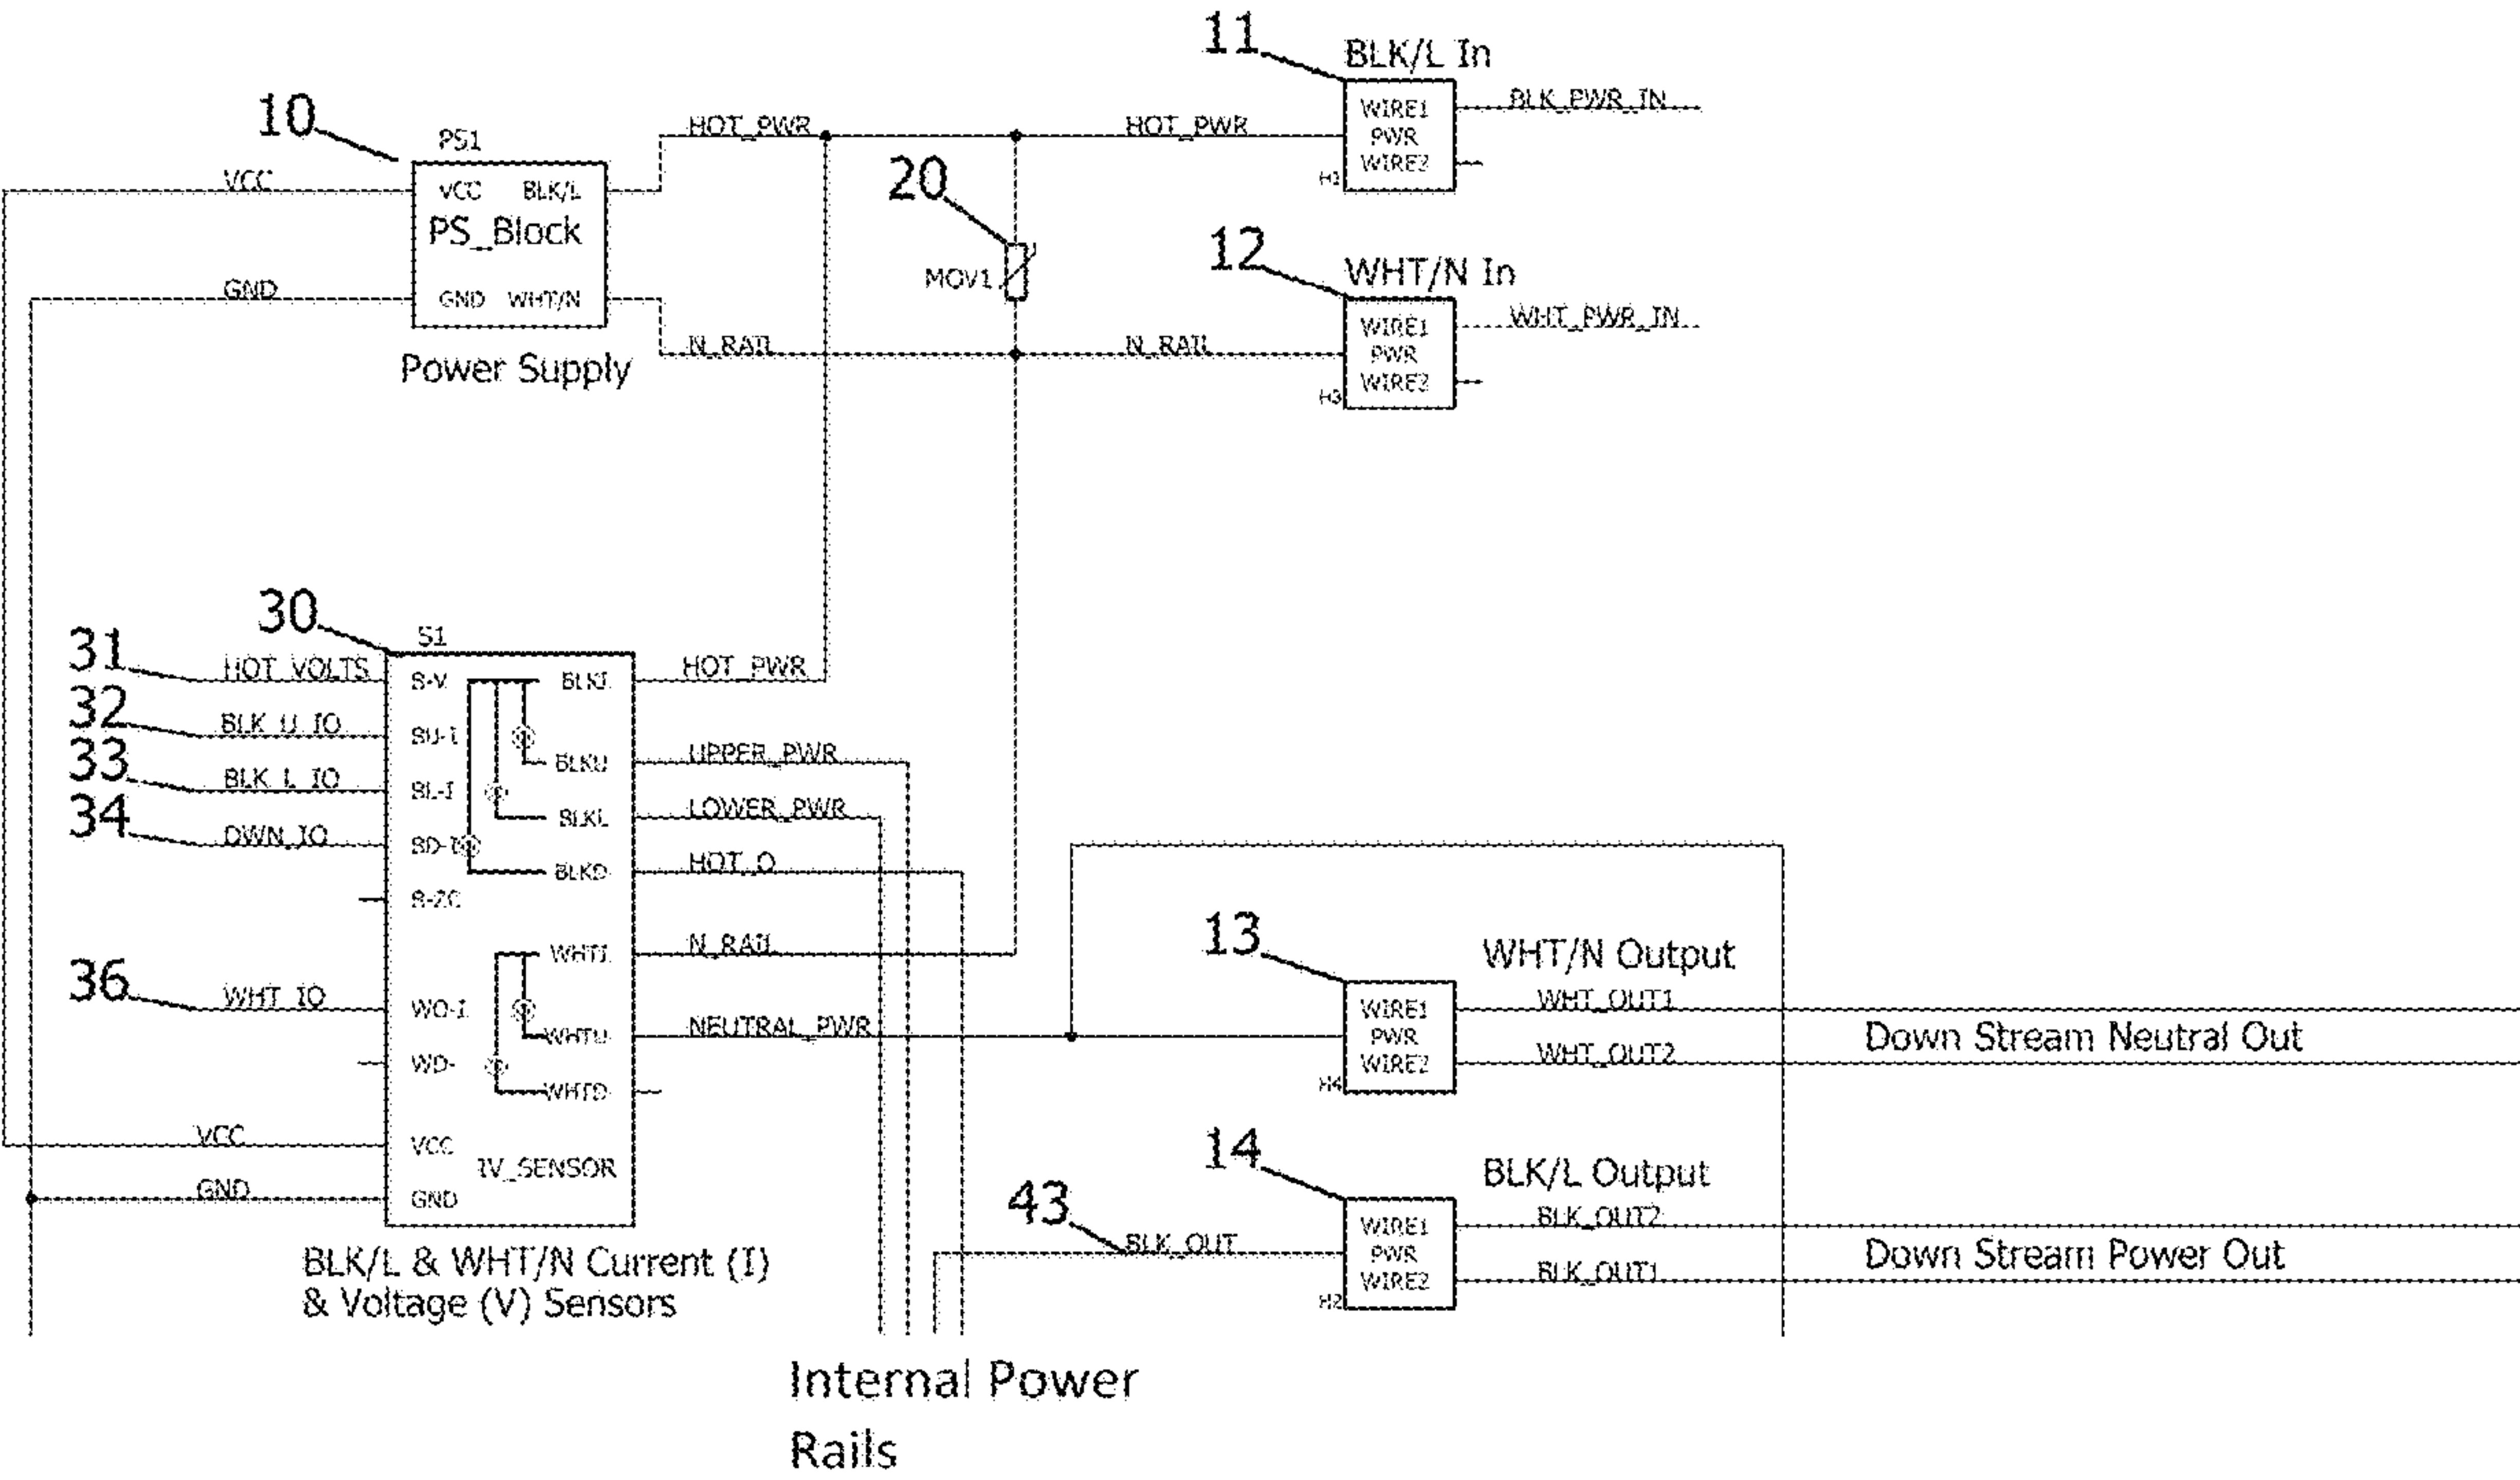 11
BLK/L In
10
PS1
HOT_PWR
HOT_PWR
WIRE1
PWR
WIRE2
H1
BLK_PWR_IN
VCC
VCC BLK/L
PS_Block
GND
GND WHT/N
Power Supply
20
MOV1
12
WHT/N In
WIRE1
PWR
WIRE2
H3
WHT_PWR_IN
N_RAIL
N_RAIL
30
S1
31
HOT_VOLTS
S-V
BLKI
HOT_PWR
32
BLK_U_IO
SU-I
BLKU
UPPER_PWR
33
BLK_L_IO
SL-I
BLKL
LOWER_PWR
34
DWN_IO
SD-I
BLKD
HOT_O
S-ZC
WHTI
N_RAIL
36
WHT_IO
WO-I
WHTU
NEUTRAL_PWR
WD-
WHTD
VCC
VCC
IV_SENSOR
GND
GND
BLK/L & WHT/N Current (I)
& Voltage (V) Sensors
13
WHT/N Output
WIRE1
PWR
WIRE2
H4
WHT_OUT1
WHT_OUT2
Down Stream Neutral Out
14
BLK/L Output
43
BLK_OUT
WIRE1
PWR
WIRE2
H2
BLK_OUT2
BLK_OUT1
Down Stream Power Out
Internal Power
Rails